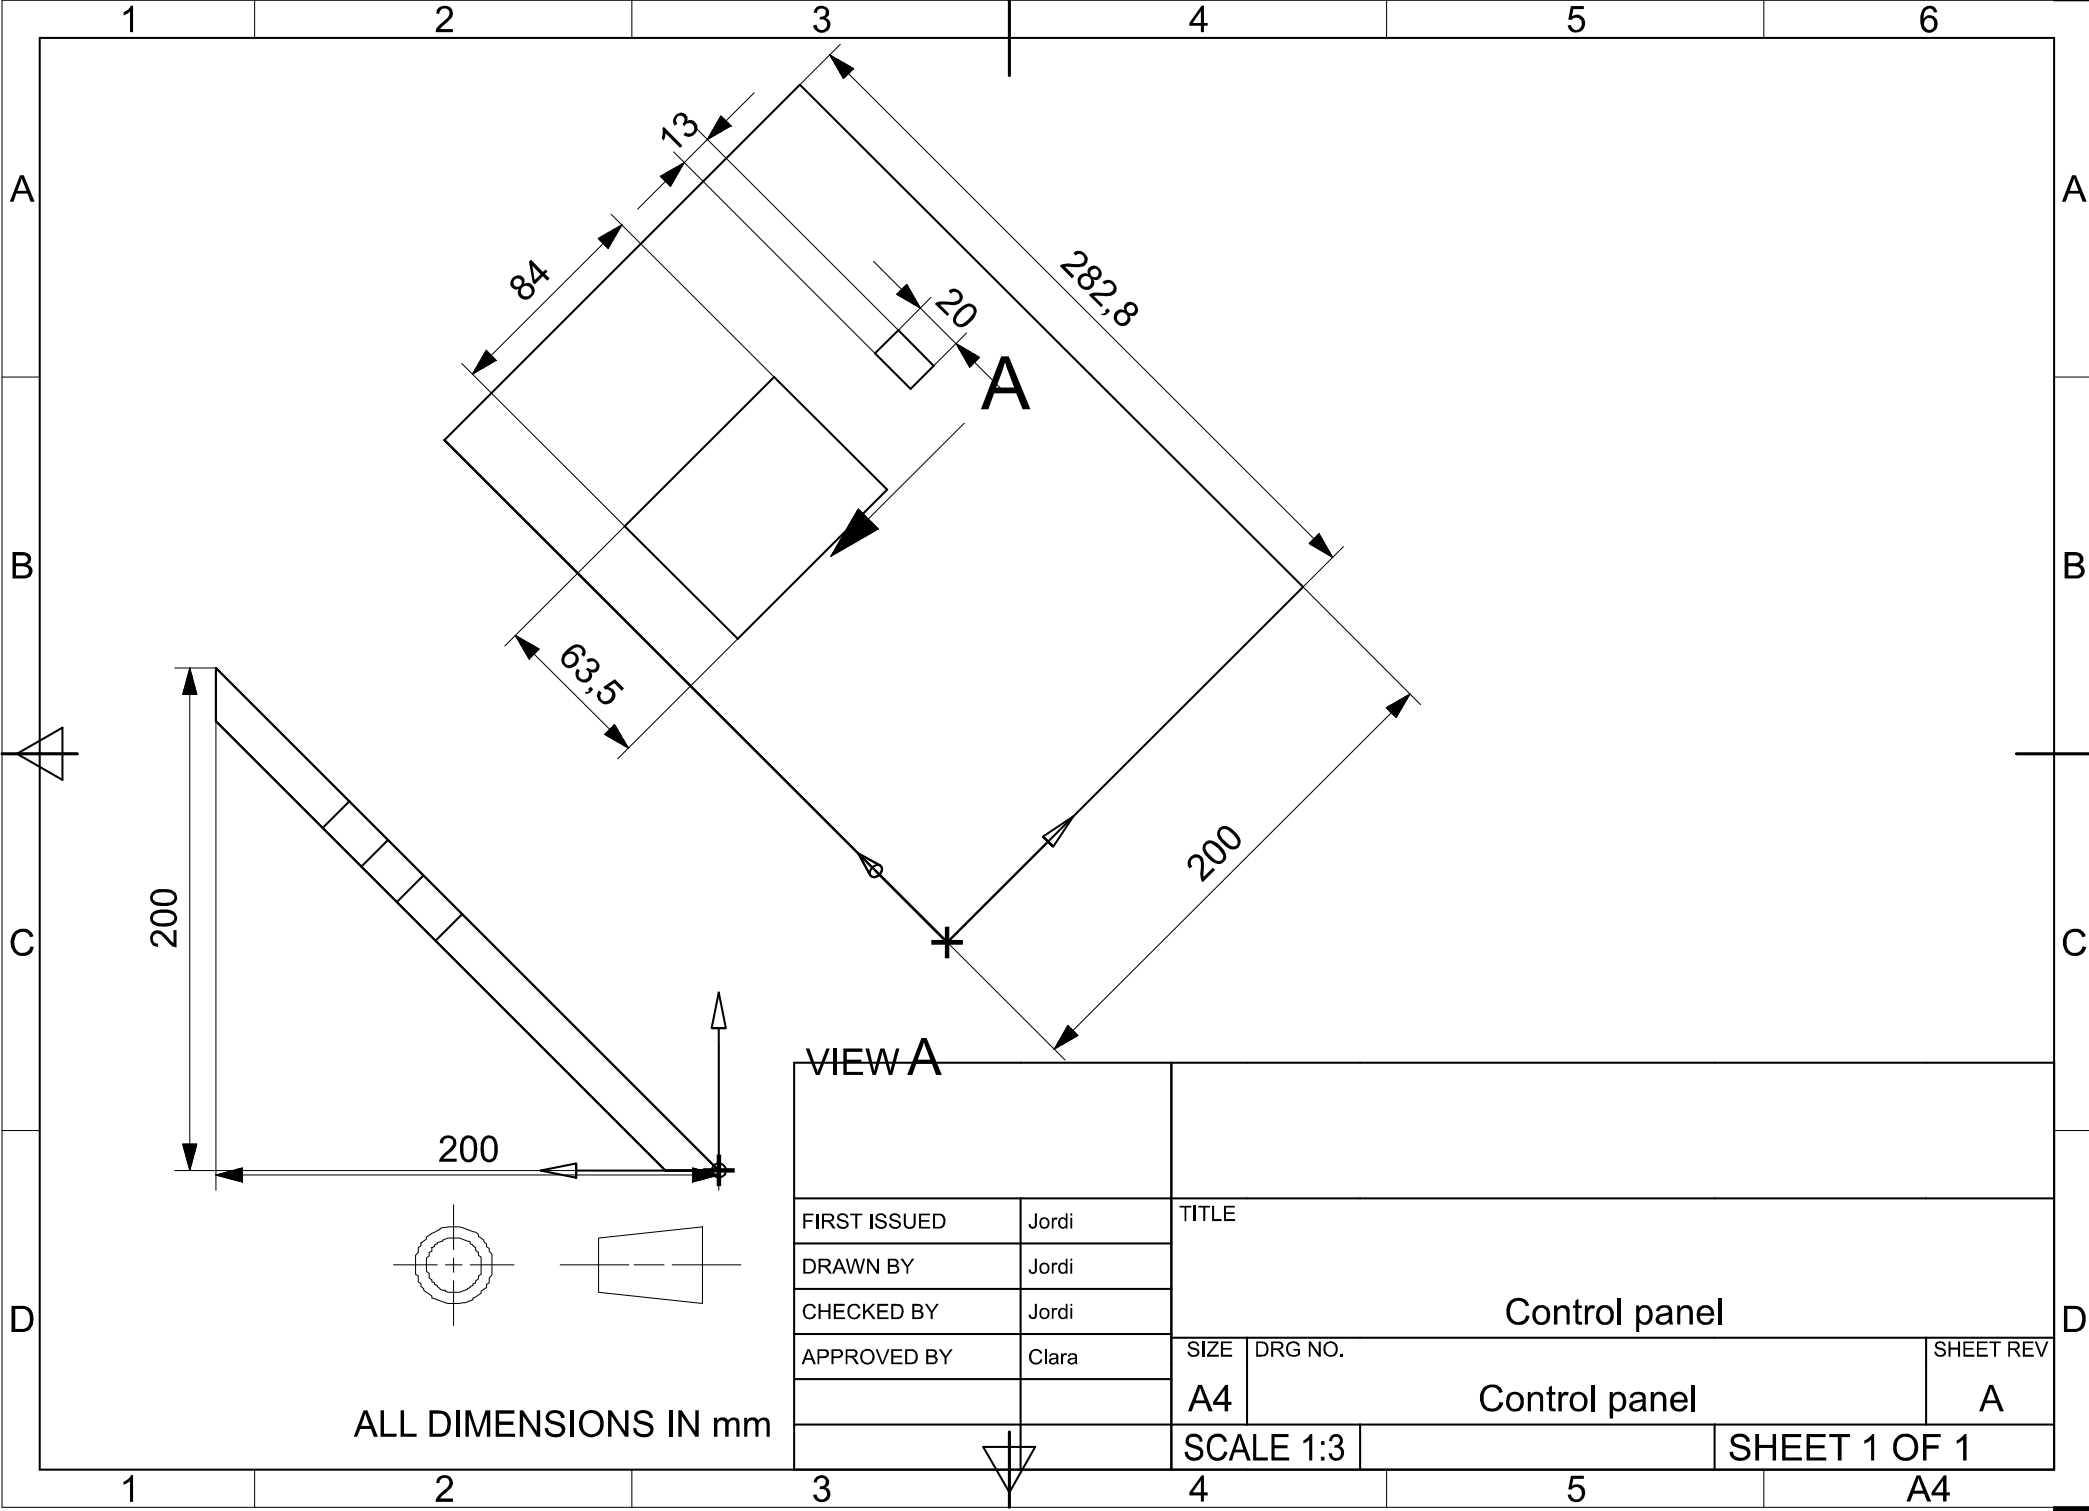 1 2 3 4 5 6
A A
13
84
282,8
20
A
B B
63,5
200
200
C C
VIEW A
200
FIRST ISSUED Jordi
TITLE
DRAWN BY Jordi
CHECKED BY Jordi
Control panel
D D
APPROVED BY Clara
SIZE DRG NO. SHEET REV
A4 Control panel A
ALL DIMENSIONS IN mm
SCALE 1:3 SHEET 1 OF 1
1 2 3 4 5 A4